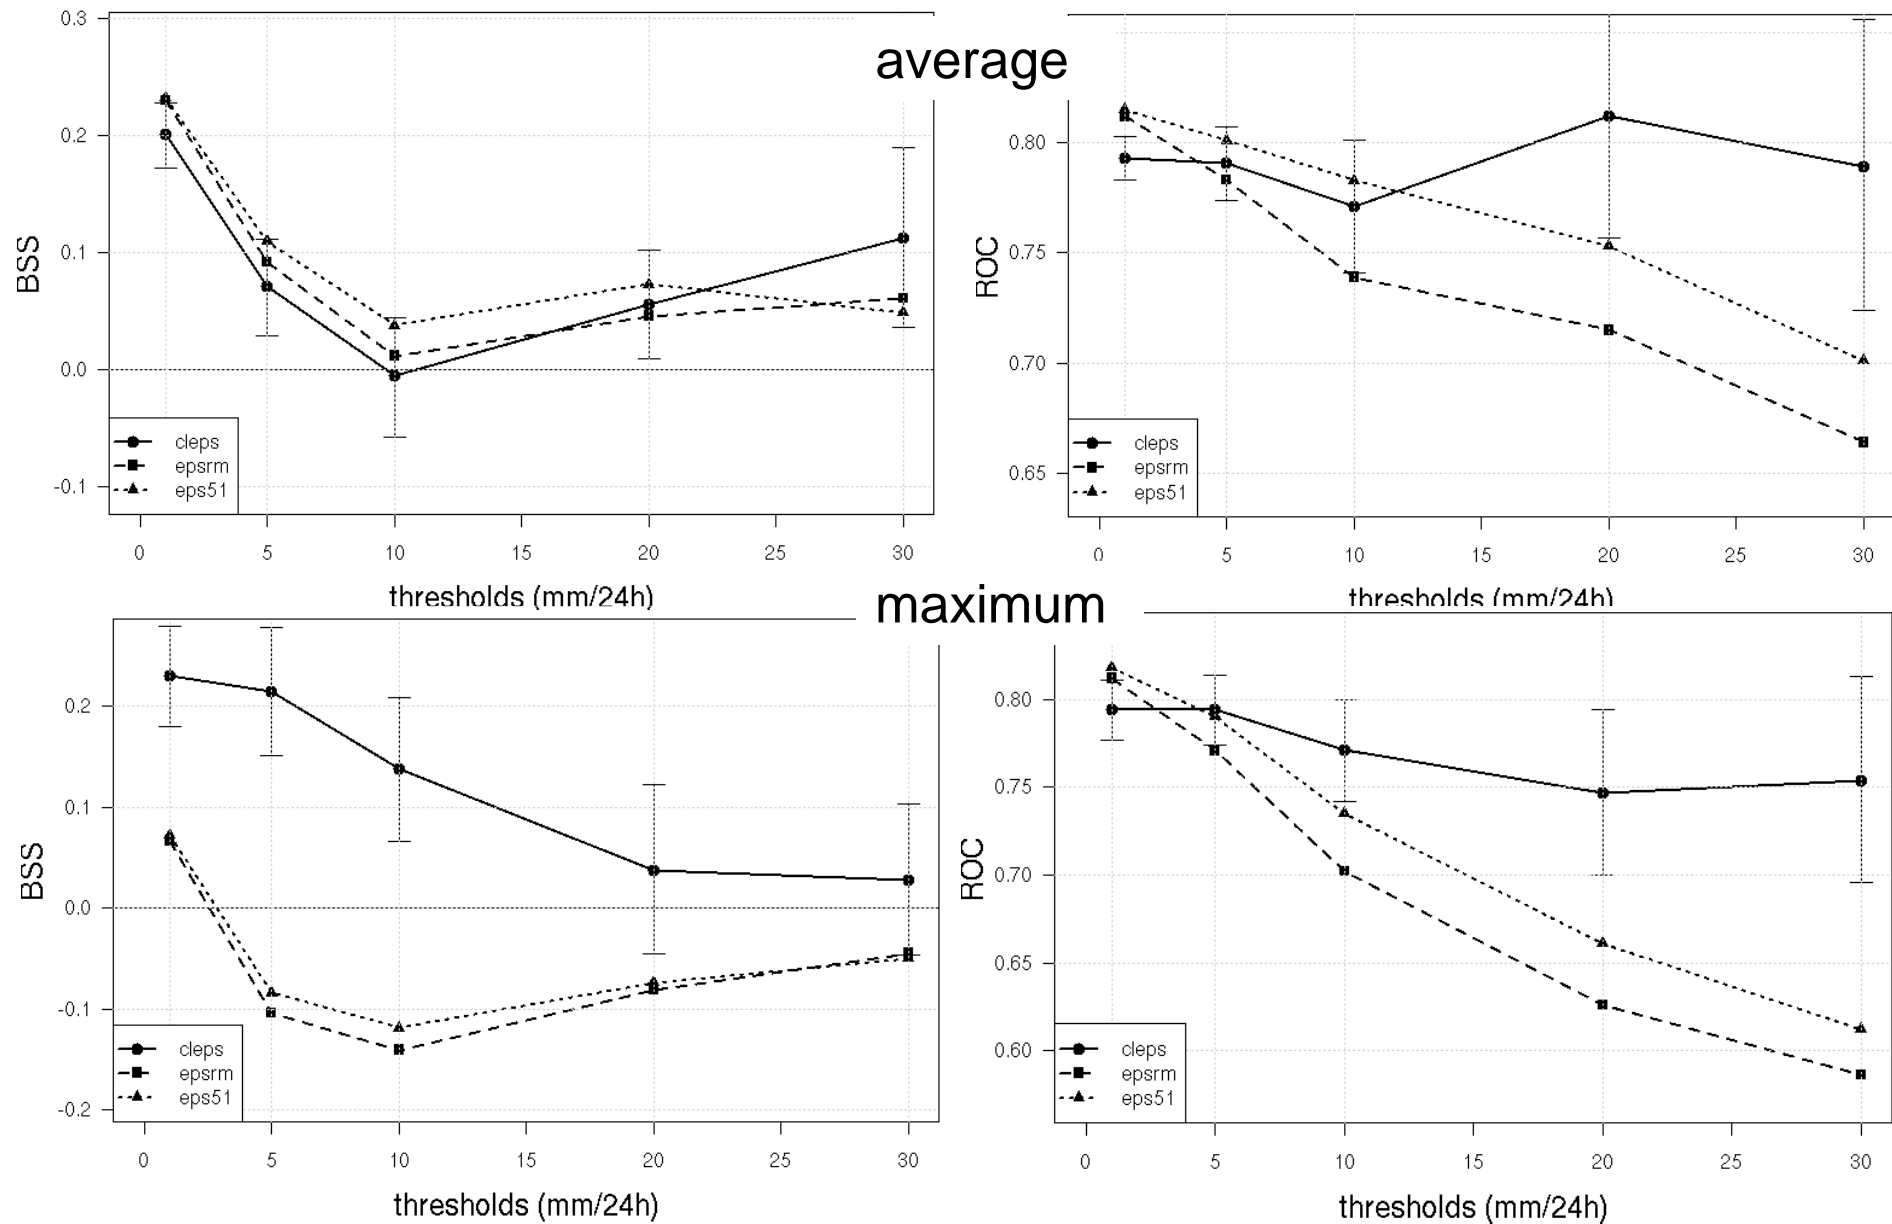 average
0.3
0.2
0.1
0.0
-0.1
BSS
cleps
epsrm
eps51
0 5 10 15 20 25 30
thresholds (mm/24h)
0.80
0.75
0.70
0.65
ROC
cleps
epsrm
eps51
0 5 10 15 20 25 30
thresholds (mm/24h)
maximum
0.2
0.1
0.0
-0.1
-0.2
BSS
cleps
epsrm
eps51
0 5 10 15 20 25 30
thresholds (mm/24h)
0.80
0.75
0.70
0.65
0.60
ROC
cleps
epsrm
eps51
0 5 10 15 20 25 30
thresholds (mm/24h)